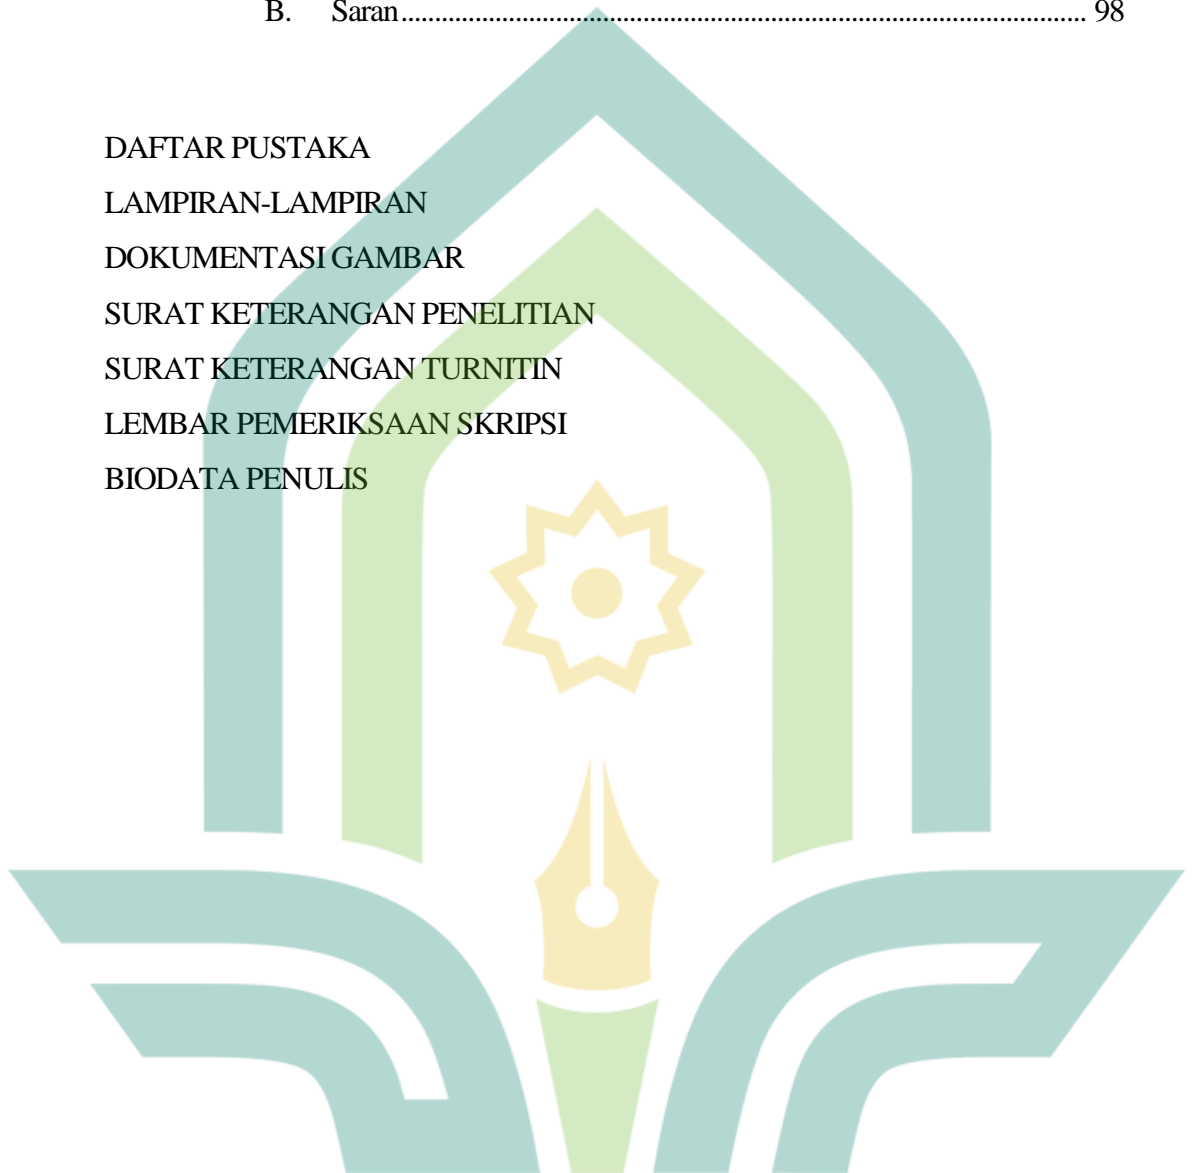 B. Saran........................................................................................................ 98
DAFTAR PUSTAKA
LAMPIRAN-LAMPIRAN
DOKUMENTASI GAMBAR
SURAT KETERANGAN PENELITIAN
SURAT KETERANGAN TURNITIN
LEMBAR PEMERIKSAAN SKRIPSI
BIODATA PENULIS